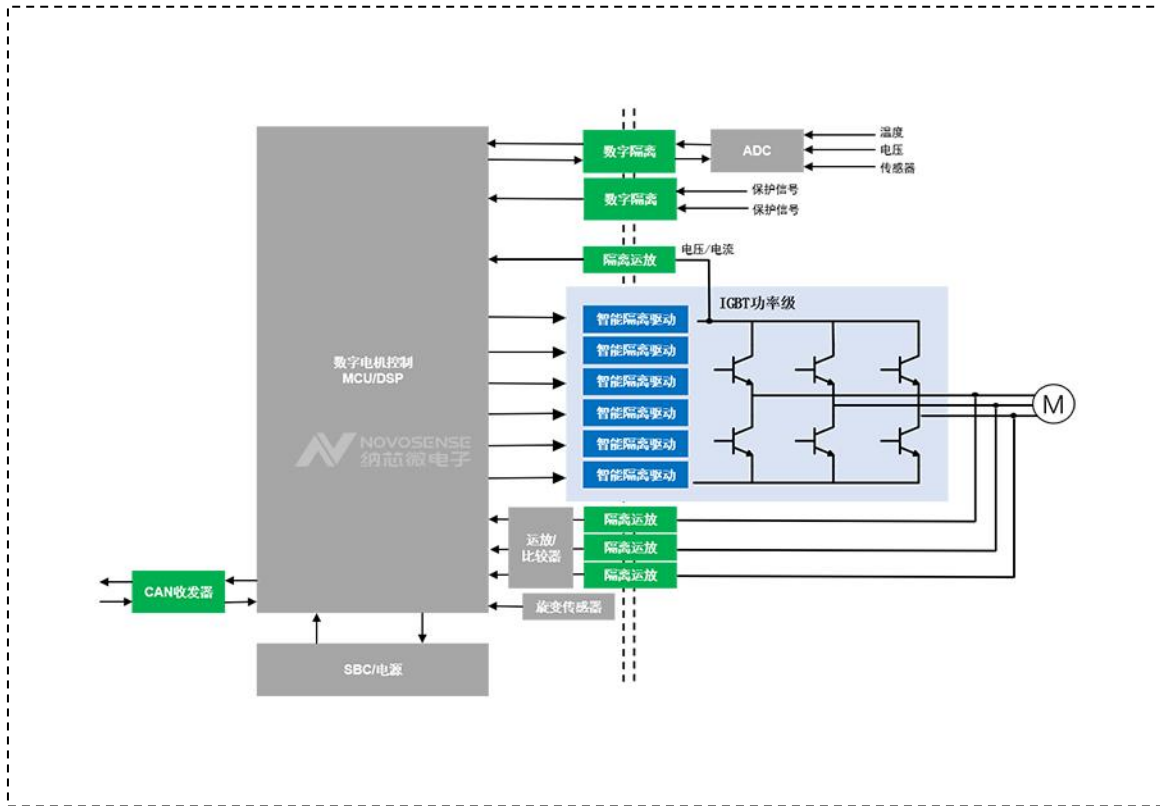 数字隔离
ADC
温度
电压
传感器
数字隔离
保护信号
保护信号
隔离运放
电压/电流
IGBT功率级
智能隔离驱动
智能隔离驱动
智能隔离驱动
智能隔离驱动
智能隔离驱动
智能隔离驱动
数字电机控制
MCU/DSP
NOVOSENSE
纳芯微电子
M
运放/
比较器
隔离运放
隔离运放
隔离运放
CAN收发器
旋变传感器
SBC/电源